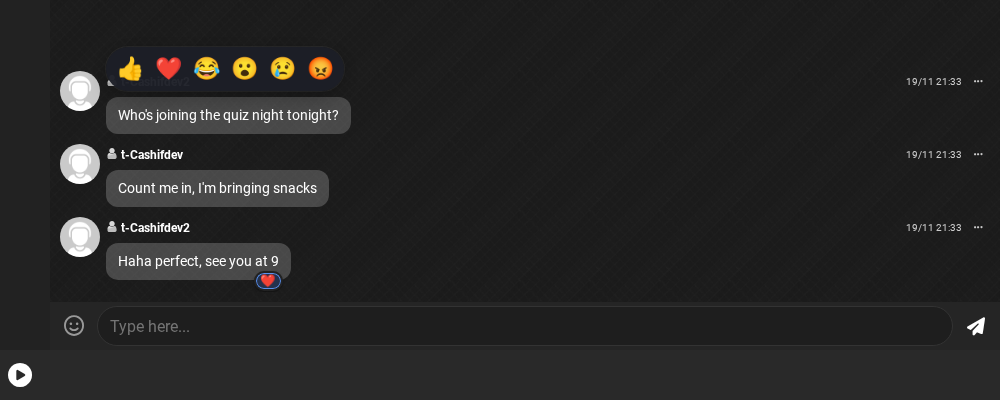 19/11 21:33
Who's joining the quiz night tonight?
t-Cashifdev 19/11 21:33
Count me in, I'm bringing snacks
t-Cashifdev2 19/11 21:33
Haha perfect, see you at 9
Type here...